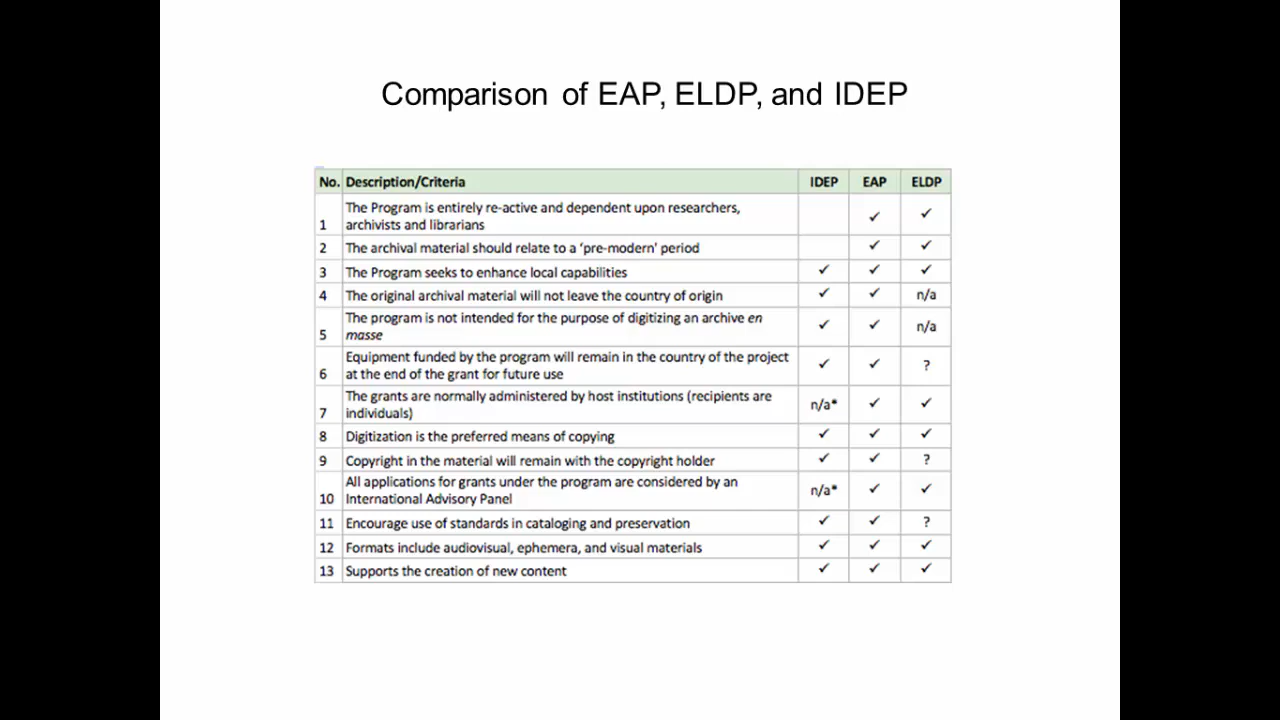 Comparison of EAP, ELDP, and IDEP
No. Description/Criteria IDEP EAP ELDP
1 The Program is entirely re-active and dependent upon researchers,
archivists and librarians ✓ ✓
2 The archival material should relate to a 'pre-modern' period ✓ ✓
3 The Program seeks to enhance local capabilities ✓ ✓ ✓
4 The original archival material will not leave the country of origin ✓ ✓ n/a
5 The program is not intended for the purpose of digitizing an archive en
masse ✓ ✓ n/a
6 Equipment funded by the program will remain in the country of the project
at the end of the grant for future use ✓ ✓ ?
7 The grants are normally administered by host institutions (recipients are
individuals) n/a* ✓ ✓
8 Digitization is the preferred means of copying ✓ ✓ ✓
9 Copyright in the material will remain with the copyright holder ✓ ✓ ?
10 All applications for grants under the program are considered by an
International Advisory Panel n/a* ✓ ✓
11 Encourage use of standards in cataloging and preservation ✓ ✓ ?
12 Formats include audiovisual, ephemera, and visual materials ✓ ✓ ✓
13 Supports the creation of new content ✓ ✓ ✓